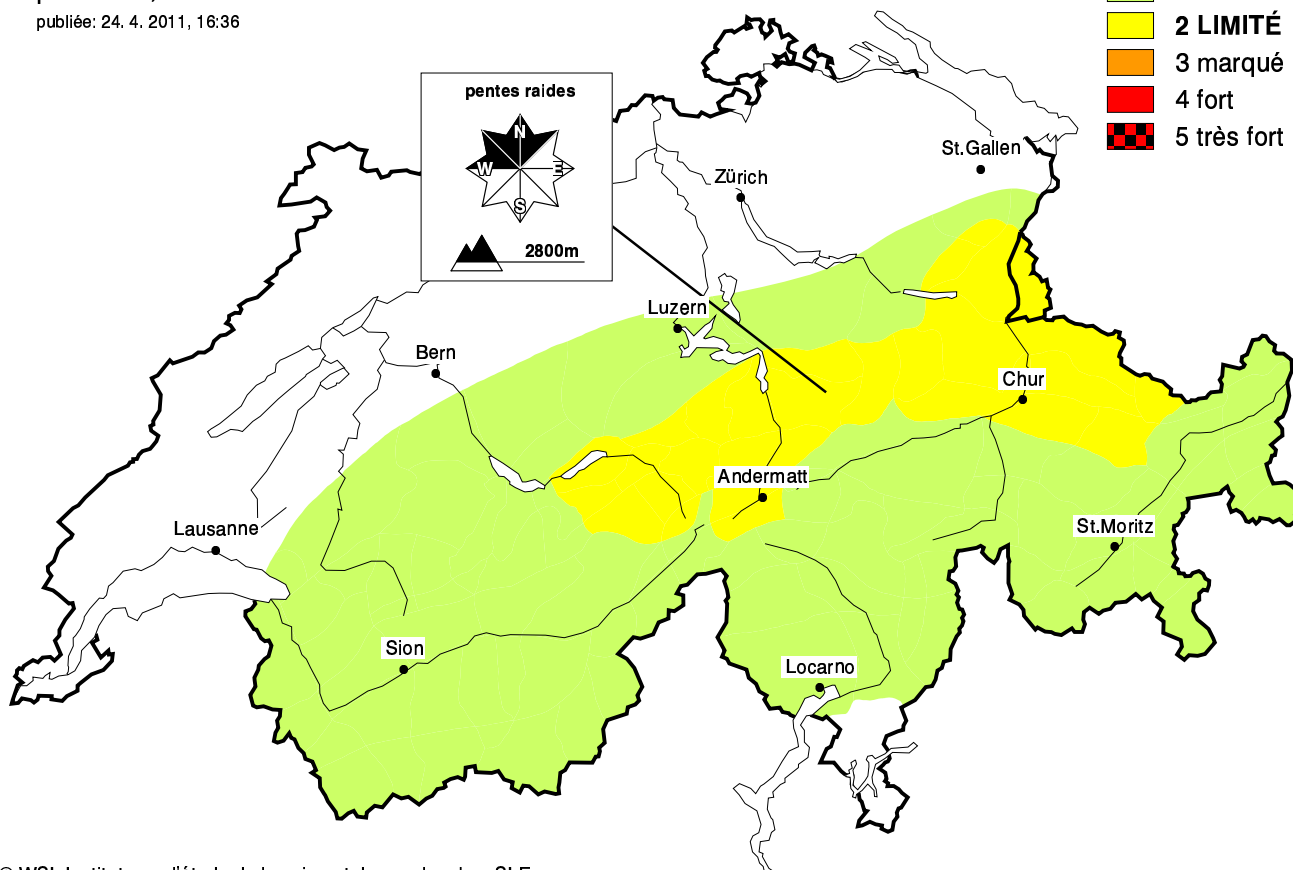 publiée: 24. 4. 2011, 16:36
2 LIMITÉ
3 marqué
4 fort
5 très fort
pentes raides
N
W
E
S
2800m
St.Gallen
Zürich
Luzern
Bern
Chur
Andermatt
Lausanne
St.Moritz
Sion
Locarno